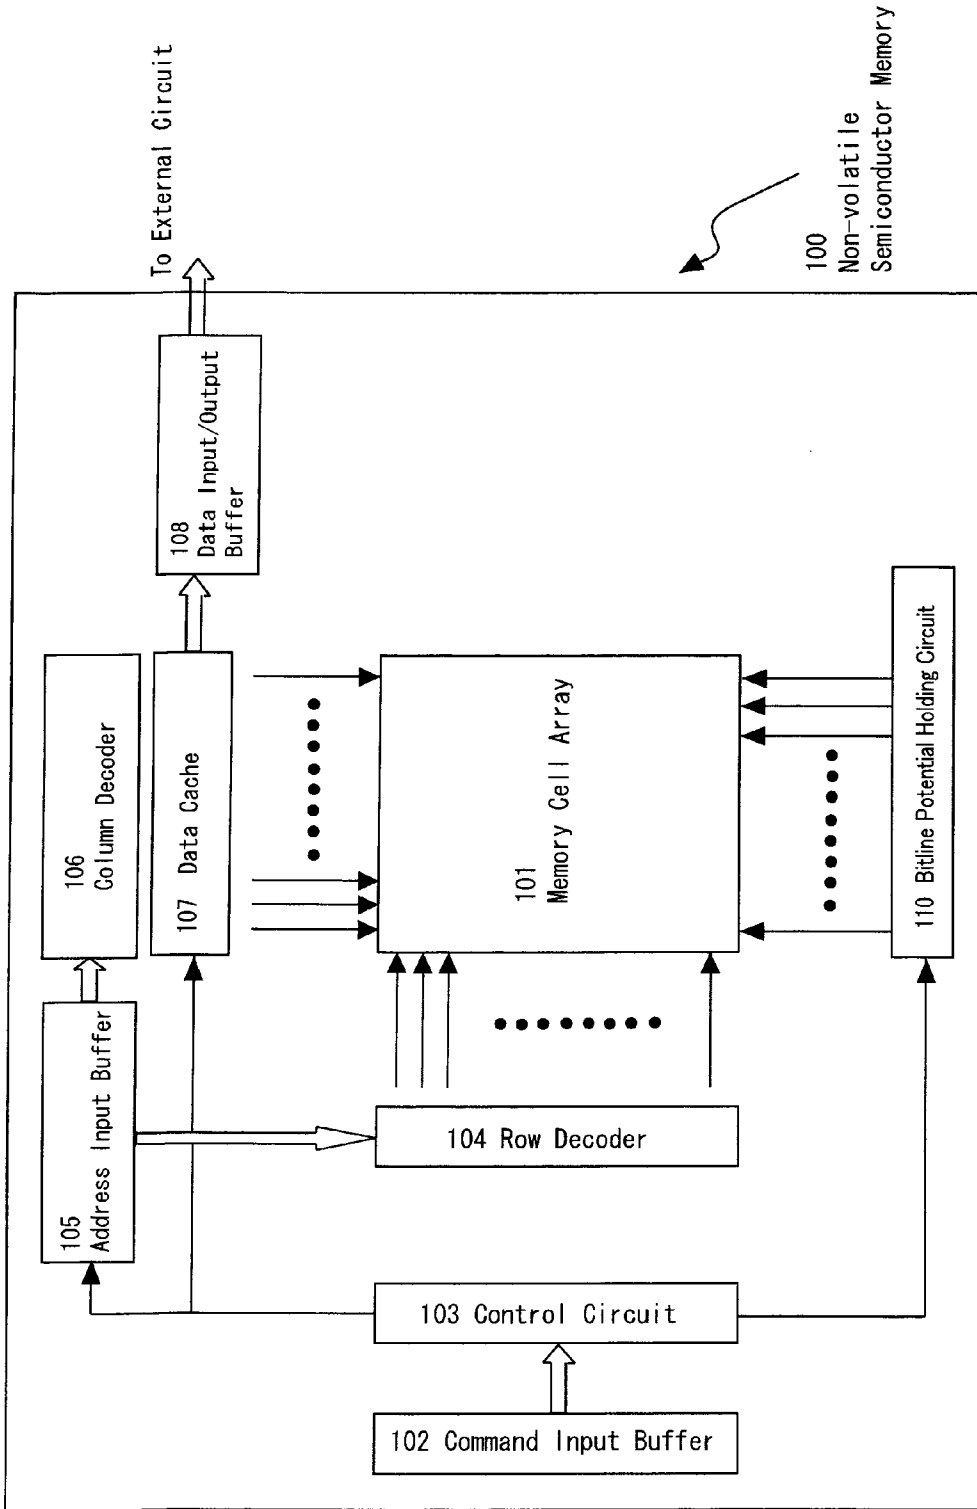 105
Address Input Buffer
106
Column Decoder
107 Data Cache
108
Data Input/Output
Buffer
To External Circuit
102 Command Input Buffer
103 Control Circuit
104 Row Decoder
101
Memory Cell Array
110 Bitline Potential Holding Circuit
100
Non-volatile
Semiconductor Memory